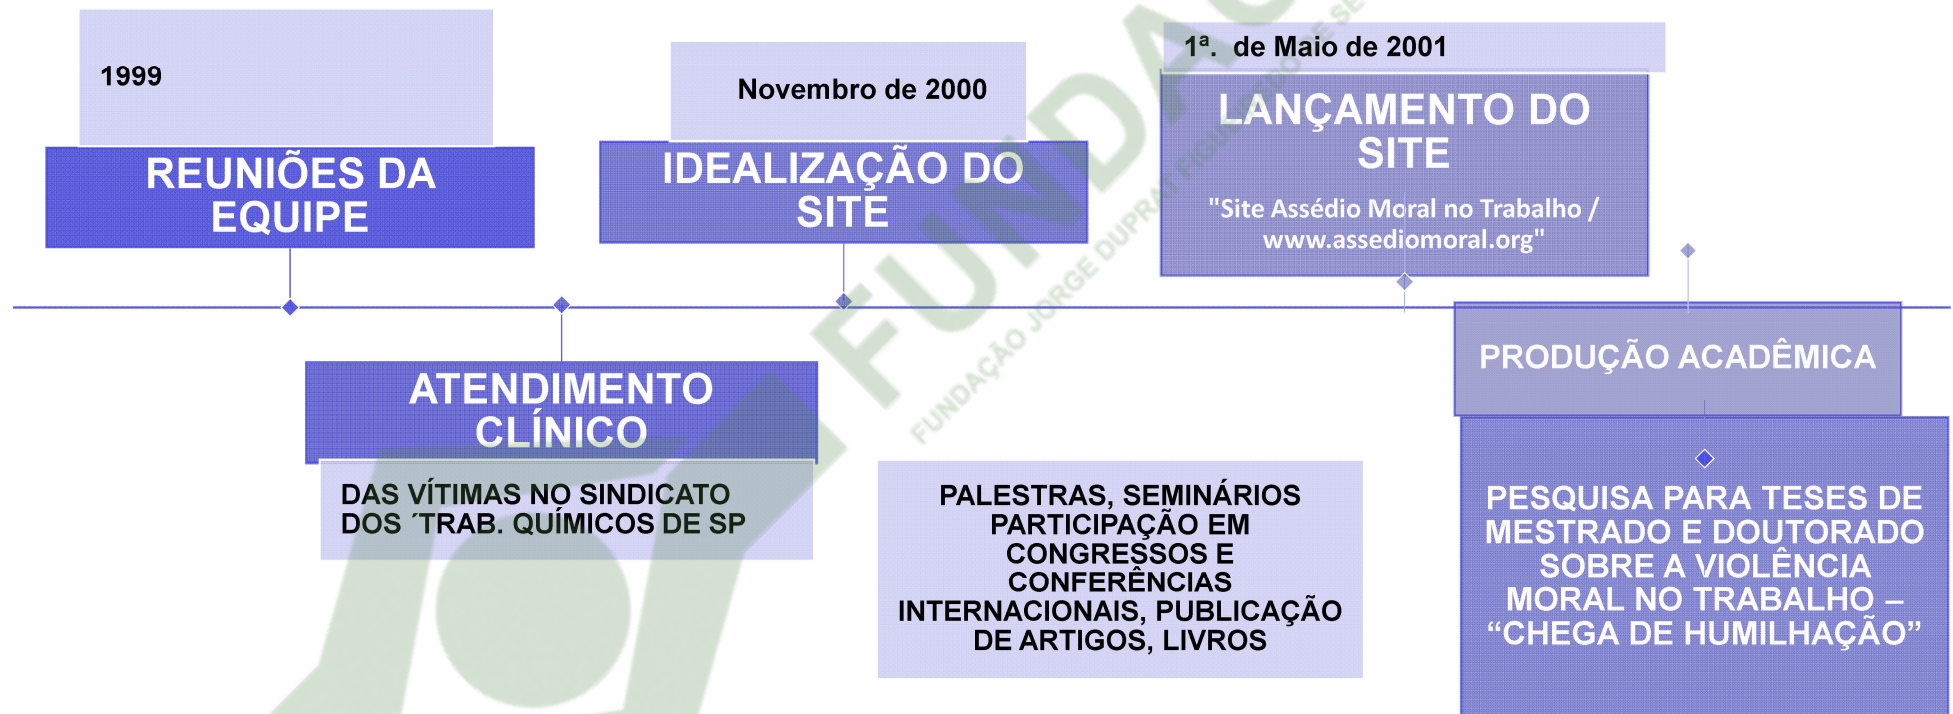 1999
REUNIÕES DA
EQUIPE
ATENDIMENTO
CLÍNICO
DAS VÍTIMAS NO SINDICATO
DOS ´TRAB. QUÍMICOS DE SP
Novembro de 2000
IDEALIZAÇÃO DO
SITE
PALESTRAS, SEMINÁRIOS
PARTICIPAÇÃO EM
CONGRESSOS E
CONFERÊNCIAS
INTERNACIONAIS, PUBLICAÇÃO
DE ARTIGOS, LIVROS
1ª. de Maio de 2001
LANÇAMENTO DO
SITE
"Site Assédio Moral no Trabalho /
www.assediomoral.org"
PRODUÇÃO ACADÊMICA
PESQUISA PARA TESES DE
MESTRADO E DOUTORADO
SOBRE A VIOLÊNCIA
MORAL NO TRABALHO –
“CHEGA DE HUMILHAÇÃO”
FUNDAC
FUNDAÇÃO JORGE DUPRAT FIGUEIREDO DE SE